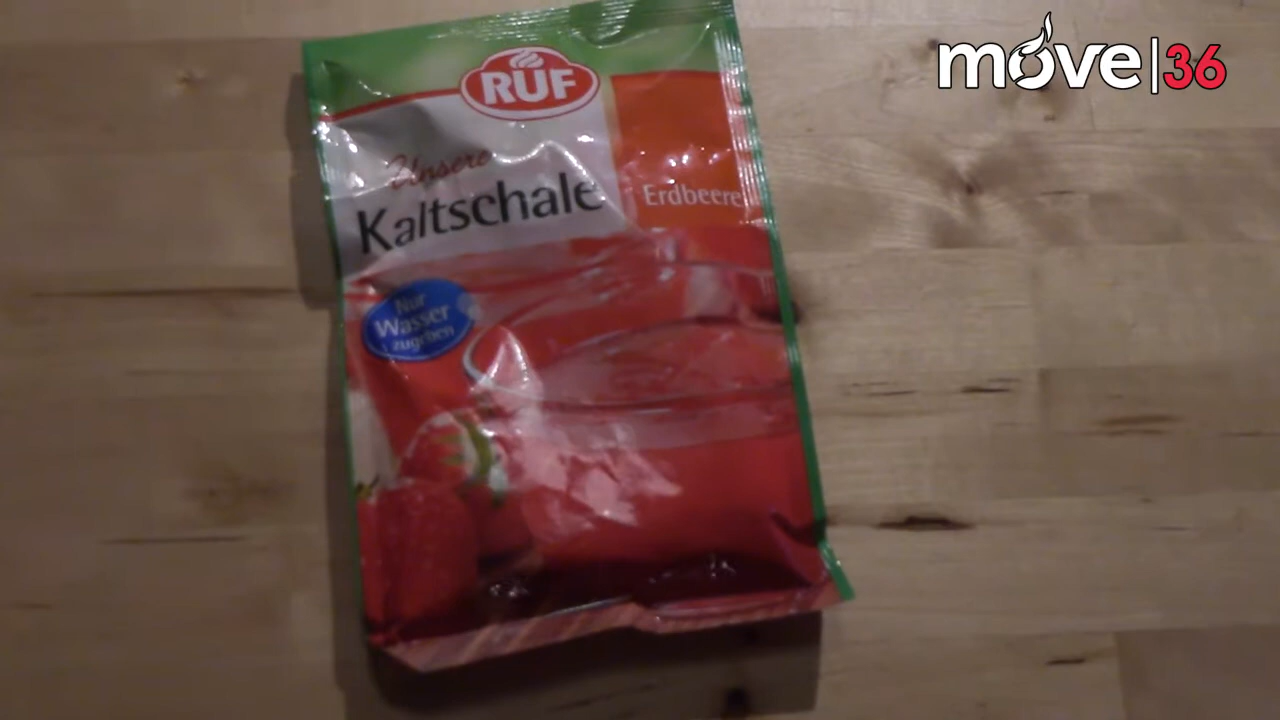 move|36
RUF
Unsere
Kaltschale
Erdbeere
Nur
Wasser
zugeben